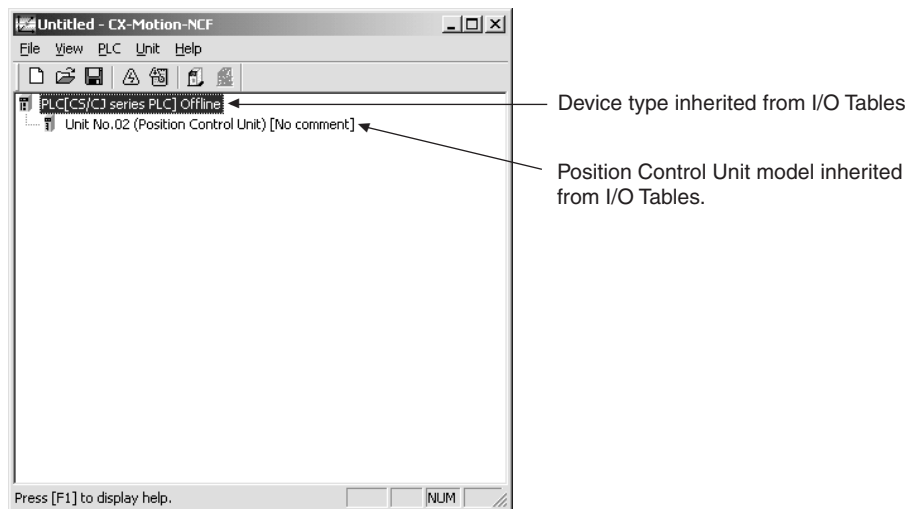 Untitled - CX-Motion-NCF
File View PLC Unit Help
PLC[CS/CJ series PLC] Offline
Device type inherited from I/O Tables
Unit No.02 (Position Control Unit) [No comment]
Position Control Unit model inherited
from I/O Tables.
Press [F1] to display help.
NUM